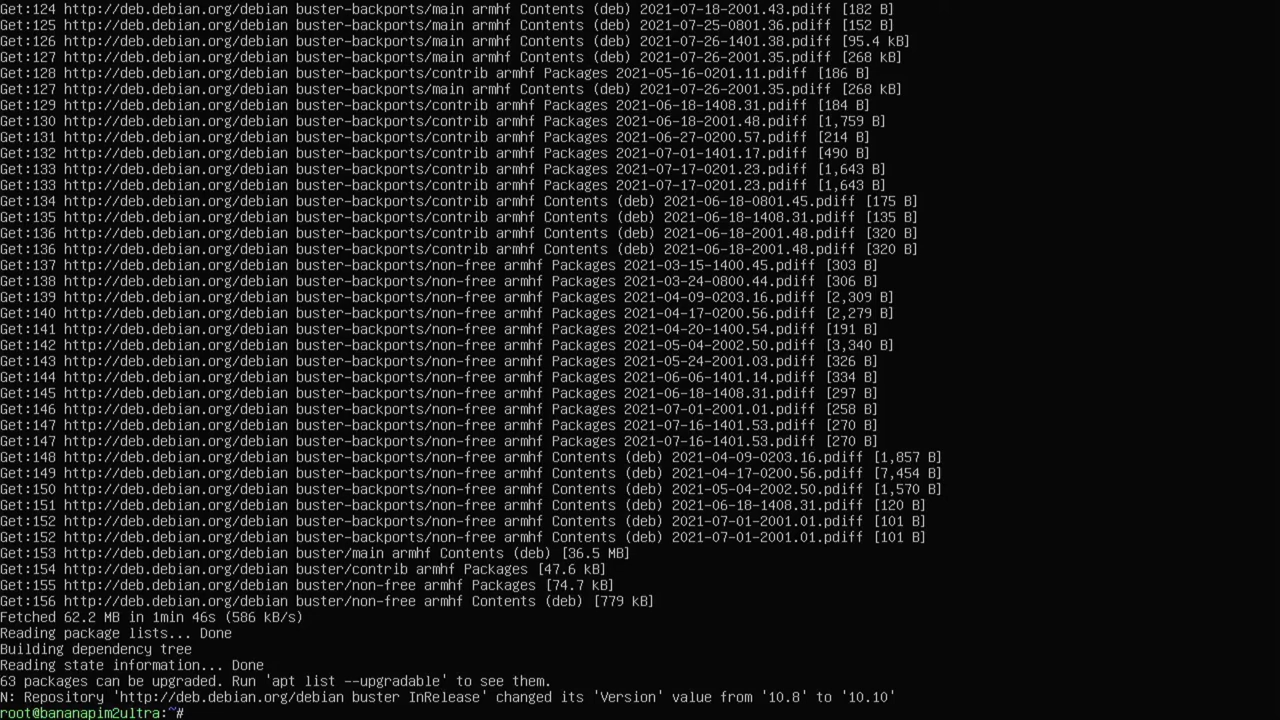 Get:124 http://deb.debian.org/debian buster-backports/main armhf Contents (deb) 2021-07-18-2001.43.pdiff [182 B]
Get:125 http://deb.debian.org/debian buster-backports/main armhf Contents (deb) 2021-07-25-0801.36.pdiff [152 B]
Get:126 http://deb.debian.org/debian buster-backports/main armhf Contents (deb) 2021-07-26-1401.38.pdiff [95.4 kB]
Get:127 http://deb.debian.org/debian buster-backports/main armhf Contents (deb) 2021-07-26-2001.35.pdiff [268 kB]
Get:128 http://deb.debian.org/debian buster-backports/contrib armhf Packages 2021-05-16-0201.11.pdiff [186 B]
Get:127 http://deb.debian.org/debian buster-backports/main armhf Contents (deb) 2021-07-26-2001.35.pdiff [268 kB]
Get:129 http://deb.debian.org/debian buster-backports/contrib armhf Packages 2021-06-18-1408.31.pdiff [184 B]
Get:130 http://deb.debian.org/debian buster-backports/contrib armhf Packages 2021-06-18-2001.48.pdiff [1,759 B]
Get:131 http://deb.debian.org/debian buster-backports/contrib armhf Packages 2021-06-27-0200.57.pdiff [214 B]
Get:132 http://deb.debian.org/debian buster-backports/contrib armhf Packages 2021-07-01-1401.17.pdiff [490 B]
Get:133 http://deb.debian.org/debian buster-backports/contrib armhf Packages 2021-07-17-0201.23.pdiff [1,643 B]
Get:133 http://deb.debian.org/debian buster-backports/contrib armhf Packages 2021-07-17-0201.23.pdiff [1,643 B]
Get:134 http://deb.debian.org/debian buster-backports/contrib armhf Contents (deb) 2021-06-18-0801.45.pdiff [175 B]
Get:135 http://deb.debian.org/debian buster-backports/contrib armhf Contents (deb) 2021-06-18-1408.31.pdiff [135 B]
Get:136 http://deb.debian.org/debian buster-backports/contrib armhf Contents (deb) 2021-06-18-2001.48.pdiff [320 B]
Get:136 http://deb.debian.org/debian buster-backports/contrib armhf Contents (deb) 2021-06-18-2001.48.pdiff [320 B]
Get:137 http://deb.debian.org/debian buster-backports/non-free armhf Packages 2021-03-15-1400.45.pdiff [303 B]
Get:138 http://deb.debian.org/debian buster-backports/non-free armhf Packages 2021-03-24-0800.44.pdiff [306 B]
Get:139 http://deb.debian.org/debian buster-backports/non-free armhf Packages 2021-04-09-0203.16.pdiff [2,309 B]
Get:140 http://deb.debian.org/debian buster-backports/non-free armhf Packages 2021-04-17-0200.56.pdiff [2,279 B]
Get:141 http://deb.debian.org/debian buster-backports/non-free armhf Packages 2021-04-20-1400.54.pdiff [191 B]
Get:142 http://deb.debian.org/debian buster-backports/non-free armhf Packages 2021-05-04-2002.50.pdiff [3,340 B]
Get:143 http://deb.debian.org/debian buster-backports/non-free armhf Packages 2021-05-24-2001.03.pdiff [326 B]
Get:144 http://deb.debian.org/debian buster-backports/non-free armhf Packages 2021-06-06-1401.14.pdiff [334 B]
Get:145 http://deb.debian.org/debian buster-backports/non-free armhf Packages 2021-06-18-1408.31.pdiff [297 B]
Get:146 http://deb.debian.org/debian buster-backports/non-free armhf Packages 2021-07-01-2001.01.pdiff [258 B]
Get:147 http://deb.debian.org/debian buster-backports/non-free armhf Packages 2021-07-16-1401.53.pdiff [270 B]
Get:147 http://deb.debian.org/debian buster-backports/non-free armhf Packages 2021-07-16-1401.53.pdiff [270 B]
Get:148 http://deb.debian.org/debian buster-backports/non-free armhf Contents (deb) 2021-04-09-0203.16.pdiff [1,857 B]
Get:149 http://deb.debian.org/debian buster-backports/non-free armhf Contents (deb) 2021-04-17-0200.56.pdiff [7,454 B]
Get:150 http://deb.debian.org/debian buster-backports/non-free armhf Contents (deb) 2021-05-04-2002.50.pdiff [1,570 B]
Get:151 http://deb.debian.org/debian buster-backports/non-free armhf Contents (deb) 2021-06-18-1408.31.pdiff [120 B]
Get:152 http://deb.debian.org/debian buster-backports/non-free armhf Contents (deb) 2021-07-01-2001.01.pdiff [101 B]
Get:152 http://deb.debian.org/debian buster-backports/non-free armhf Contents (deb) 2021-07-01-2001.01.pdiff [101 B]
Get:153 http://deb.debian.org/debian buster/main armhf Contents (deb) [36.5 MB]
Get:154 http://deb.debian.org/debian buster/contrib armhf Packages [47.6 kB]
Get:155 http://deb.debian.org/debian buster/non-free armhf Packages [74.7 kB]
Get:156 http://deb.debian.org/debian buster/non-free armhf Contents (deb) [779 kB]
Fetched 62.2 MB in 1min 46s (586 kB/s)
Reading package lists... Done
Building dependency tree
Reading state information... Done
63 packages can be upgraded. Run 'apt list --upgradable' to see them.
N: Repository 'http://deb.debian.org/debian buster InRelease' changed its 'Version' value from '10.8' to '10.10'
root@bananapim2ultra:~#